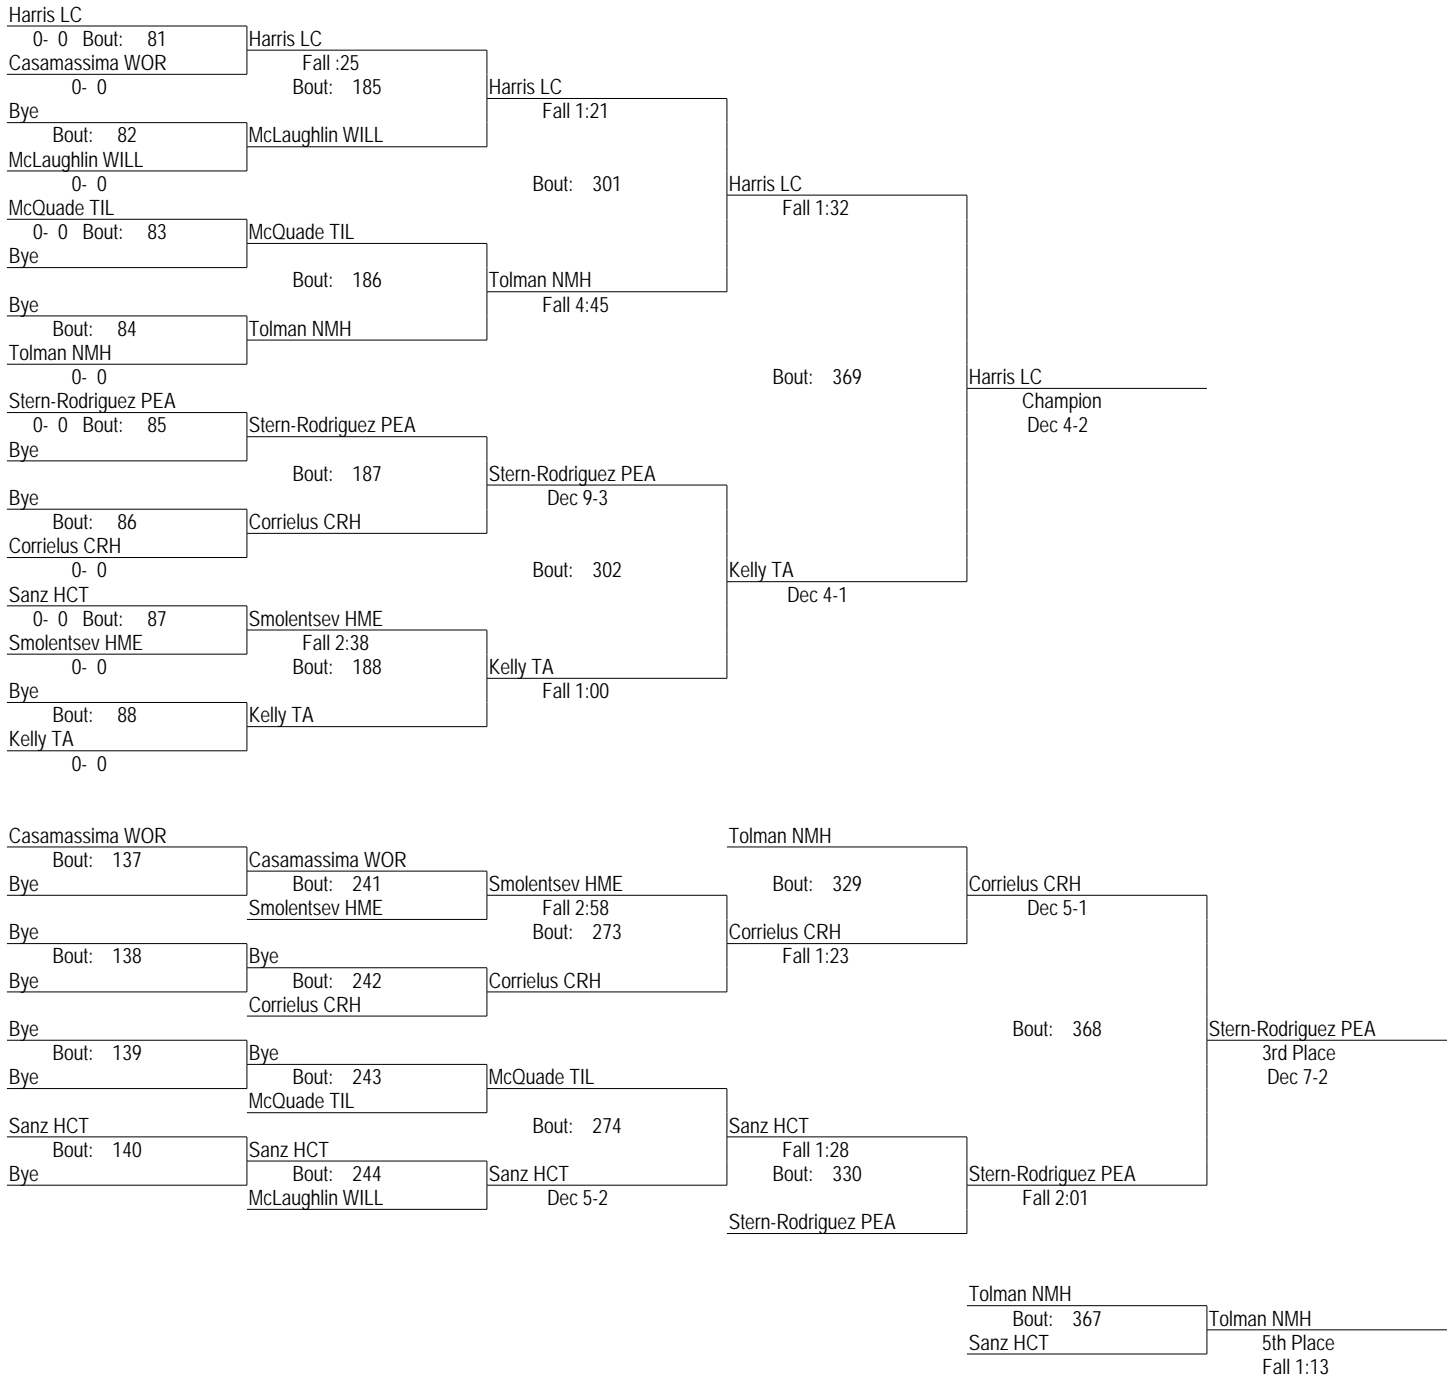 Harris LC
0- 0 Bout: 81 Harris LC
Casamassima WOR Fall :25
0- 0 Bout: 185 Harris LC
Bye Fall 1:21
Bout: 82 McLaughlin WILL
McLaughlin WILL
0- 0 Bout: 301 Harris LC
McQuade TIL Fall 1:32
0- 0 Bout: 83 McQuade TIL
Bye
Bout: 186 Tolman NMH
Bye Fall 4:45
Bout: 84 Tolman NMH
Tolman NMH
0- 0 Bout: 369 Harris LC
Stern-Rodriguez PEA Champion
0- 0 Bout: 85 Stern-Rodriguez PEA Dec 4-2
Bye
Bout: 187 Stern-Rodriguez PEA
Bye Dec 9-3
Bout: 86 Corrielus CRH
Corrielus CRH
0- 0 Bout: 302 Kelly TA
Sanz HCT Dec 4-1
0- 0 Bout: 87 Smolentsev HME
Smolentsev HME Fall 2:38
0- 0 Bout: 188 Kelly TA
Bye Fall 1:00
Bout: 88 Kelly TA
Kelly TA
0- 0
Casamassima WOR Tolman NMH
Bout: 137 Casamassima WOR
Bye Bout: 241 Smolentsev HME Bout: 329 Corrielus CRH
Smolentsev HME Fall 2:58 Dec 5-1
Bye Bout: 273 Corrielus CRH
Bout: 138 Bye Fall 1:23
Bye Bout: 242 Corrielus CRH
Corrielus CRH
Bye Bout: 368 Stern-Rodriguez PEA
Bout: 139 Bye 3rd Place
Bye Bout: 243 McQuade TIL Dec 7-2
McQuade TIL
Sanz HCT Bout: 274 Sanz HCT
Bout: 140 Sanz HCT Fall 1:28
Bye Bout: 244 Sanz HCT Bout: 330 Stern-Rodriguez PEA
McLaughlin WILL Dec 5-2 Fall 2:01
Stern-Rodriguez PEA
Tolman NMH
Bout: 367 Tolman NMH
Sanz HCT 5th Place
Fall 1:13